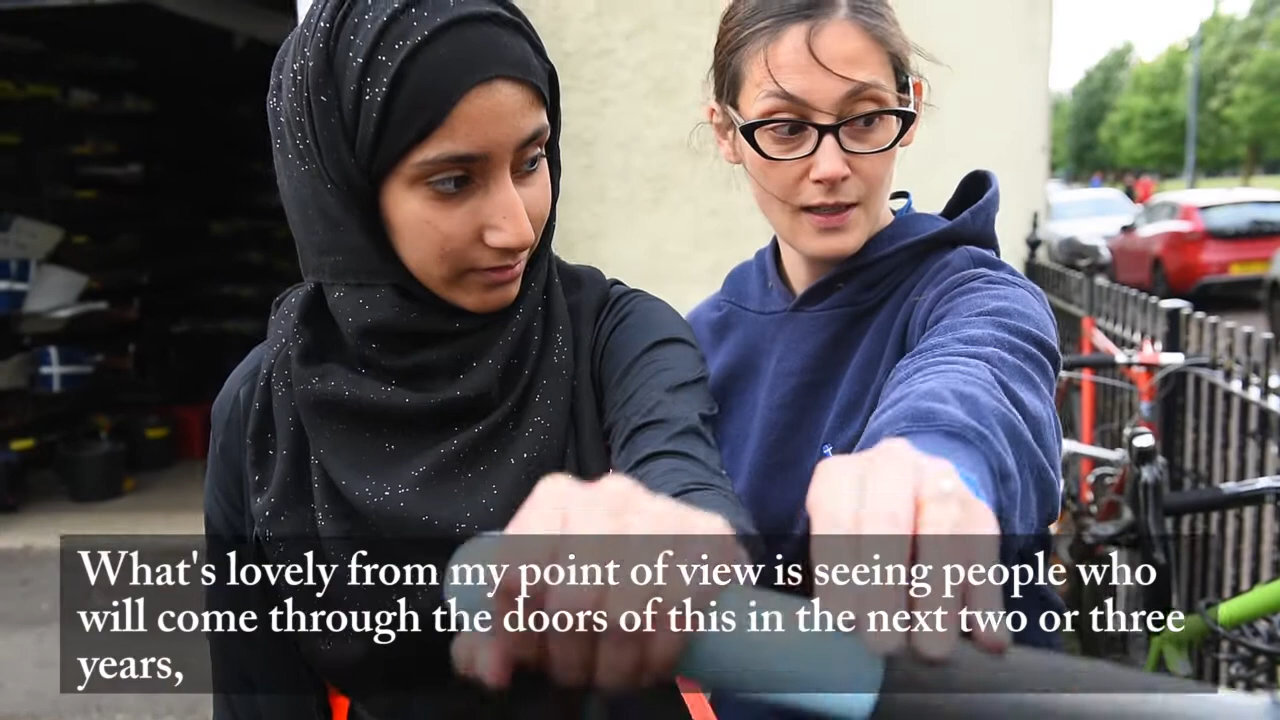 What's lovely from my point of view is seeing people who
will come through the doors of this in the next two or three
years,